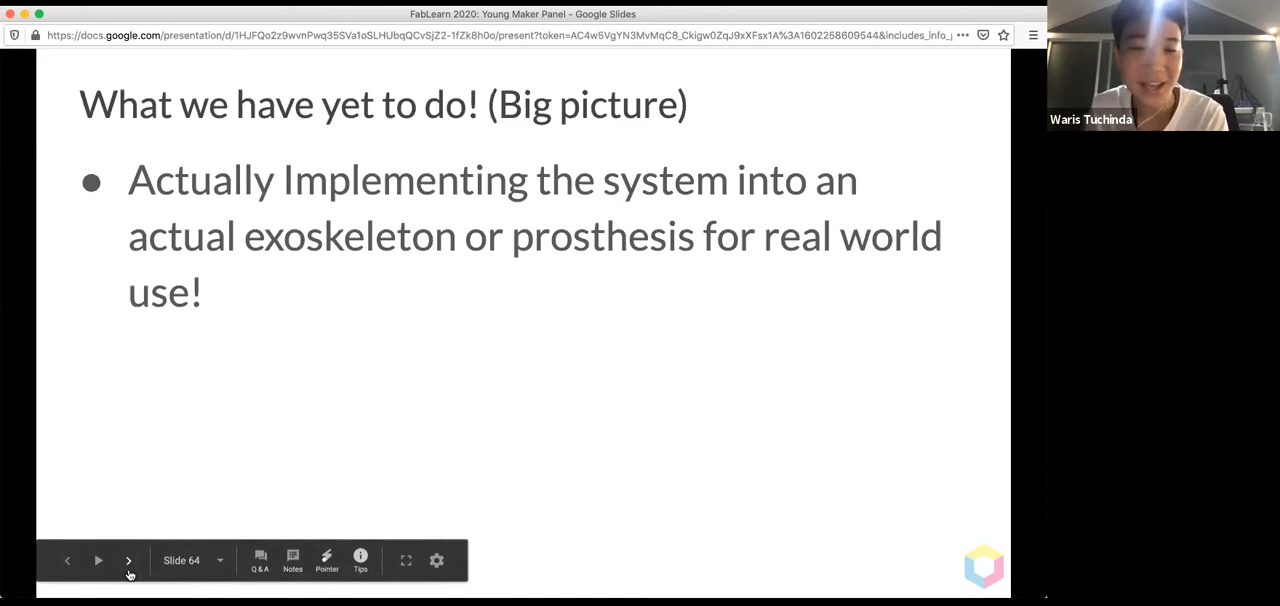 FabLearn 2020: Young Maker Panel - Google Slides
https://docs.google.com/presentation/d/1HJFQo2z9wvnPwq35SVa1oSLHUbqQCvSjZ2-1fZk8h0o/present?token=AC4w5VgYN3MvMqC8_Ckigw0ZqJ9xXFsx1A%3A1602258609544&includes_info_
Waris Tuchinda
What we have yet to do! (Big picture)
● Actually Implementing the system into an
actual exoskeleton or prosthesis for real world
use!
Slide 64
Q & A
Notes
Pointer
Tips